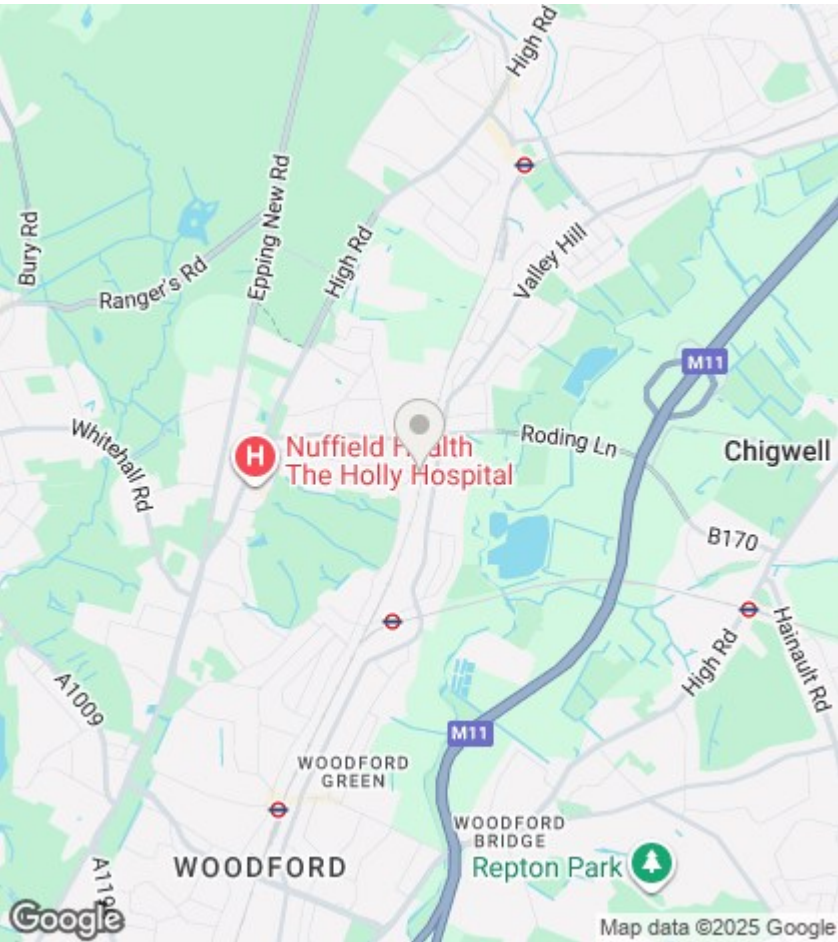 High Rd
Epping New Rd
Bury Rd
High Rd
Valley Hill
Ranger's Rd
M11
Whitehall Rd
Roding Ln
Chigwell
H
Nuffield H alth
The Holly Hospital
B170
Hainault Rd
High Rd
A1009
M11
WOODFORD
GREEN
WOODFORD
BRIDGE
WOODFORD
Repton Park
Google
Map data ©2025 Google